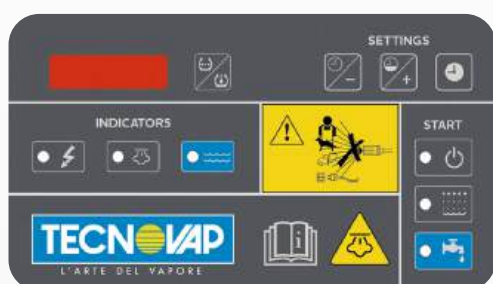 SETTINGS
INDICATORS
START
TECNOVAP
L'ARTE DEL VAPORE